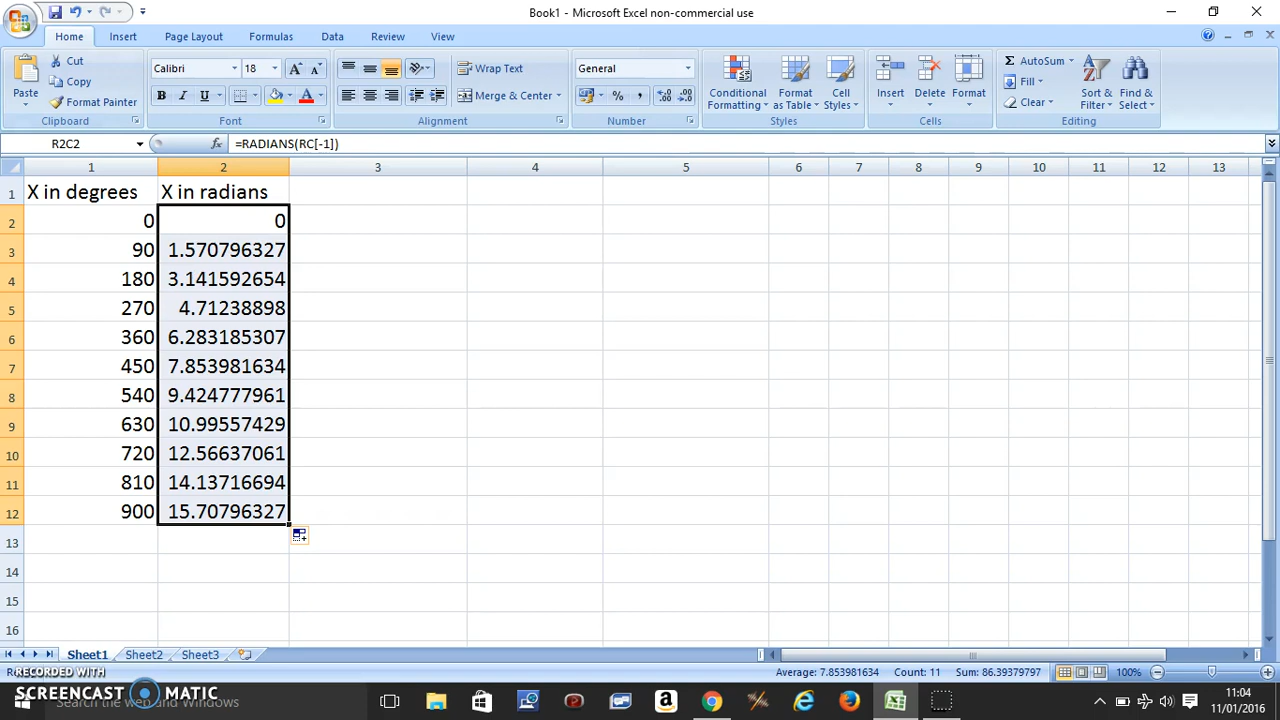 Book1 - Microsoft Excel non-commercial use
Home Insert Page Layout Formulas Data Review View
Paste
Cut
Copy
Format Painter
Clipboard
Calibri 18
B I U
Font
Wrap Text
Merge & Center
Alignment
General
Number
Conditional Formatting
Format as Table
Cell Styles
Styles
Insert Delete Format
Cells
AutoSum
Fill
Clear
Sort & Filter
Find & Select
Editing
R2C2 fx =RADIANS(RC[-1])
1 2 3 4 5 6 7 8 9 10 11 12 13
1 X in degrees X in radians
2 0 0
3 90 1.570796327
4 180 3.141592654
5 270 4.71238898
6 360 6.283185307
7 450 7.853981634
8 540 9.424777961
9 630 10.99557429
10 720 12.56637061
11 810 14.13716694
12 900 15.70796327
13
14
15
16
Sheet1 Sheet2 Sheet3
Average: 7.853981634 Count: 11 Sum: 86.39379797 100%
RECORDED WITH
SCREENCAST MATIC
Search the web and Windows
11:04
11/01/2016